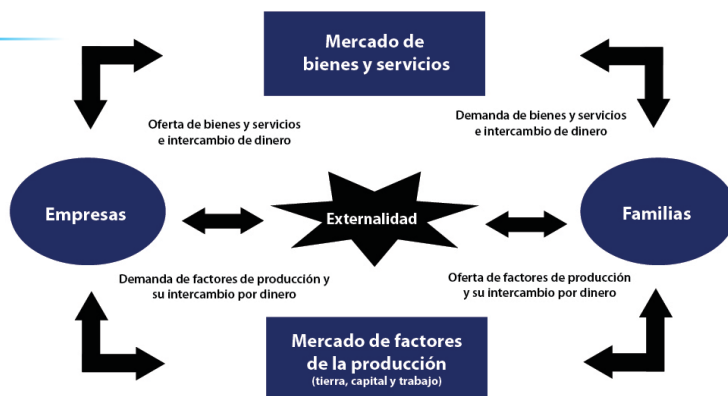 Mercado de
bienes y servicios
Oferta de bienes y servicios
e intercambio de dinero
Demanda de bienes y servicios
e intercambio de dinero
Empresas
Externalidad
Familias
Demanda de factores de producción y
su intercambio por dinero
Oferta de factores de producción
y su intercambio por dinero
Mercado de factores
de la producción
(tierra, capital y trabajo)